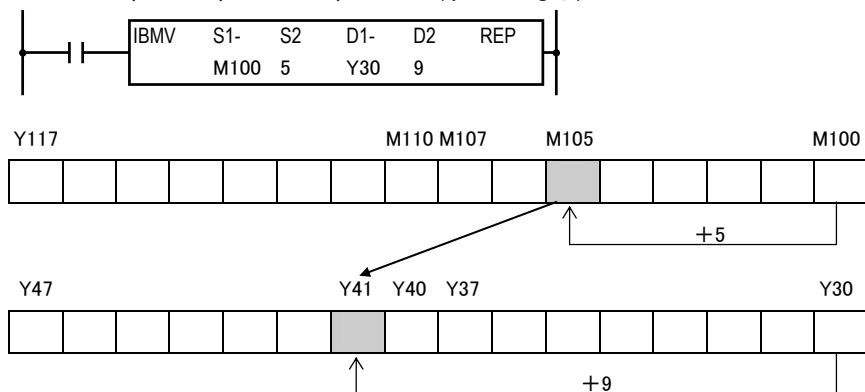 IBMV S1- S2 D1- D2 REP
M100 5 Y30 9
Y117 M110 M107 M105 M100
+5
Y47 Y41 Y40 Y37 Y30
+9